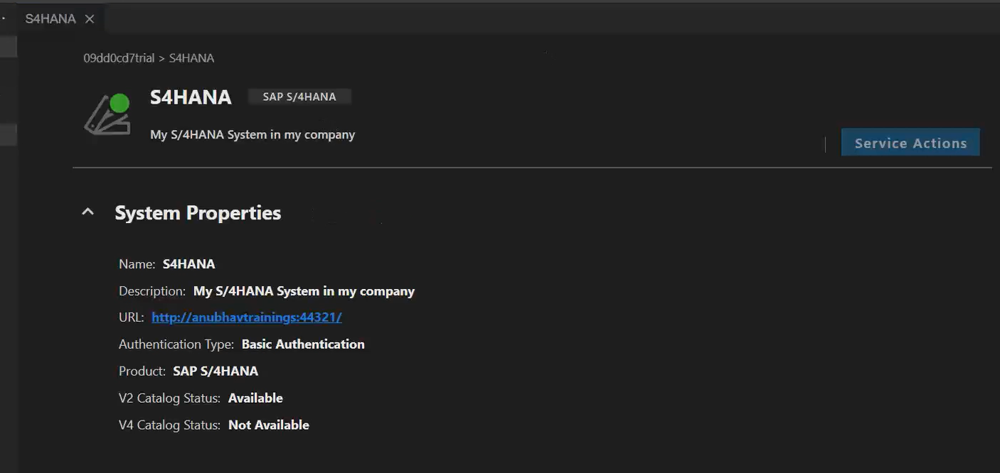 S4HANA
09dd0cd7trial > S4HANA
S4HANA SAP S/4HANA
My S/4HANA System in my company
Service Actions
System Properties
Name: S4HANA
Description: My S/4HANA System in my company
URL: http://anubhavtrainings:44321/
Authentication Type: Basic Authentication
Product: SAP S/4HANA
V2 Catalog Status: Available
V4 Catalog Status: Not Available